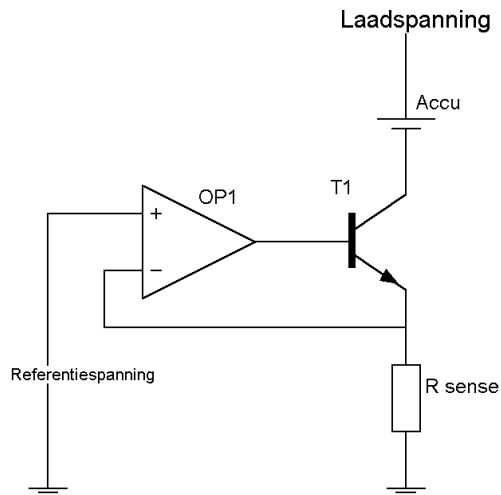 Laadspanning
Accu
T1
OP1
+
−
Referentiespanning
R sense